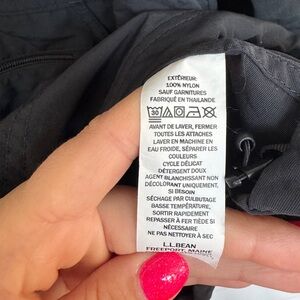 EXTÉRIEUR:
100% NYLON
SAUF GARNITURES
FABRIQUÉ EN THAILANDE
30
AVANT DE LAVER, FERMER
TOUTES LES ATTACHES
LAVER EN MACHINE EN
EAU FROIDE, SÉPARER LES
COULEURS
CYCLE DÉLICAT
DÉTERGENT DOUX
AGENT BLANCHISSANT NON
DÉCOLORANT UNIQUEMENT,
SI BESOIN
SÉCHAGE PAR CULBUTAGE
BASSE TEMPÉRATURE,
SORTIR RAPIDEMENT
REPASSER À FER TIÈDE SI
NÉCESSAIRE
NE PAS NETTOYER À SEC
L.L.BEAN
FREEPORT, MAINE